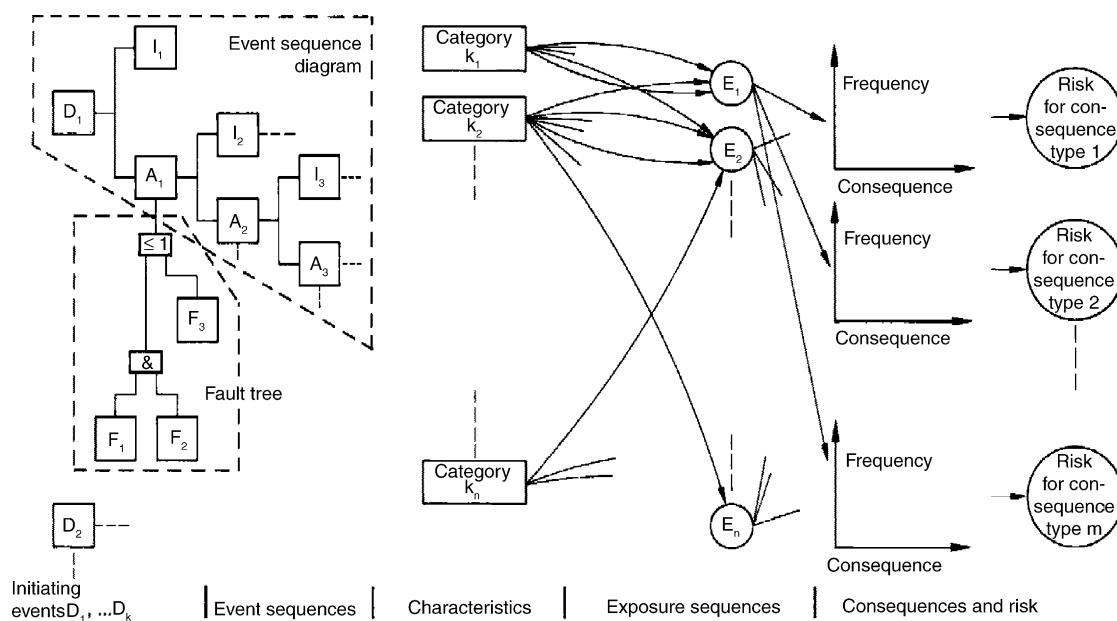 Event sequence
diagram
I₁
D₁
I₂
A₁
I₃
A₂
A₃
≤ 1
F₃
&
Fault tree
F₁
F₂
D₂
Category
k₁
Category
k₂
Category
kₙ
E₁
E₂
Eₙ
Frequency
Consequence
Frequency
Consequence
Frequency
Consequence
Risk
for con-
sequence
type 1
Risk
for con-
sequence
type 2
Risk
for con-
sequence
type m
Initiating
eventsD₁, ...Dₖ
Event sequences
Characteristics
Exposure sequences
Consequences and risk